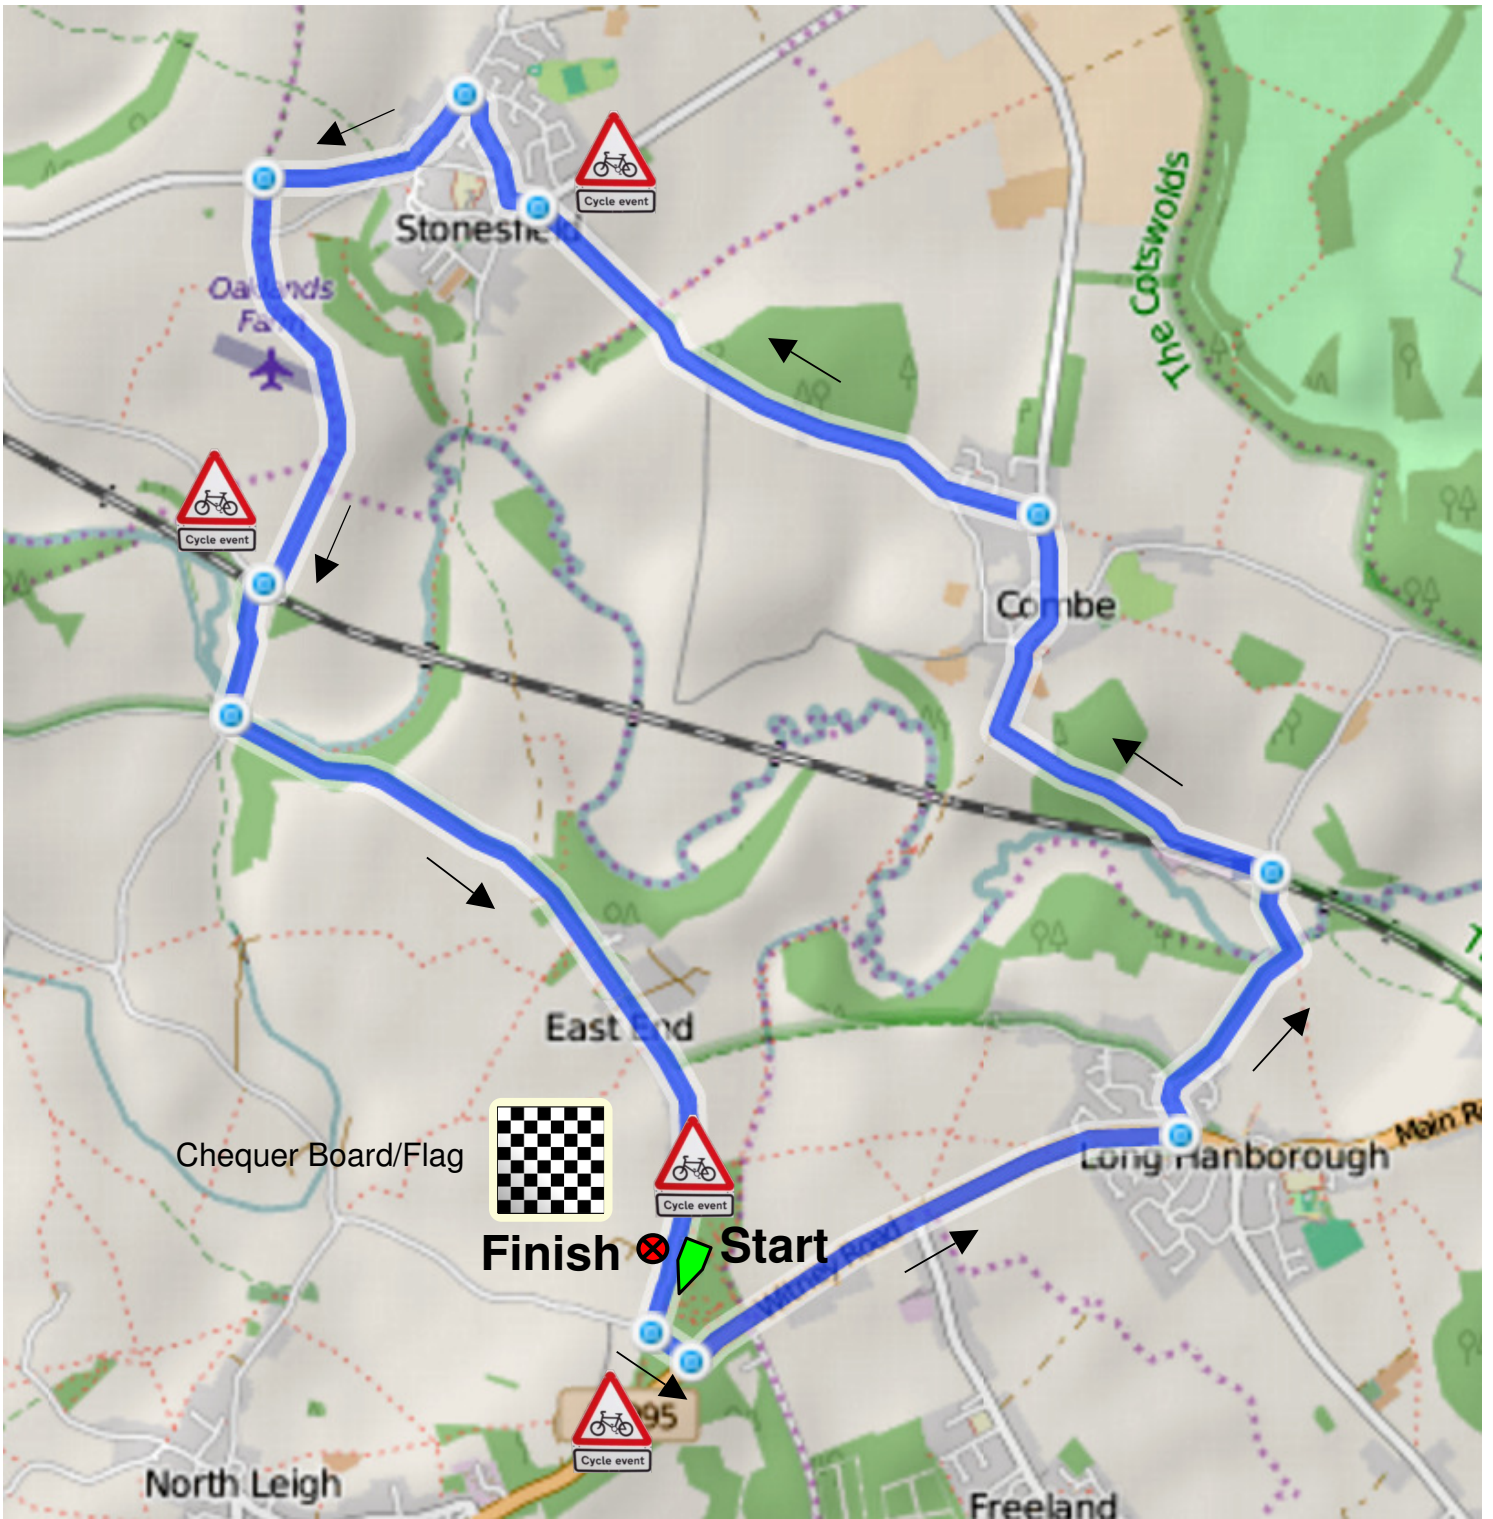 Cycle event
Stonesfield
The Cotswolds
Oaklands
Farm
Cycle event
Combe
East End
Chequer Board/Flag
Cycle event
Main R
Long Hanborough
Finish
Start
Witney Road
95
Cycle event
North Leigh
Freeland